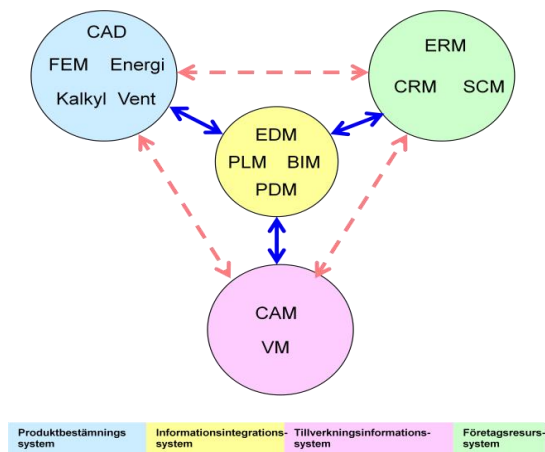 CAD
FEM Energi
Kalkyl Vent
ERM
CRM SCM
EDM
PLM BIM
PDM
CAM
VM
Produktbestämnings
system
Informationsintegrations-
system
Tillverkningsinformations-
system
Företagsresurs-
system